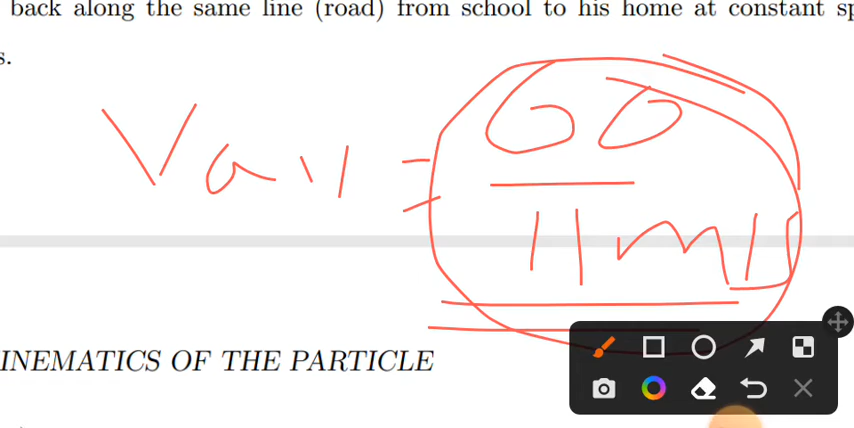 back along the same line (road) from school to his home at constant sp
s.
Vav =
60
11 m/s
INEMATICS OF THE PARTICLE